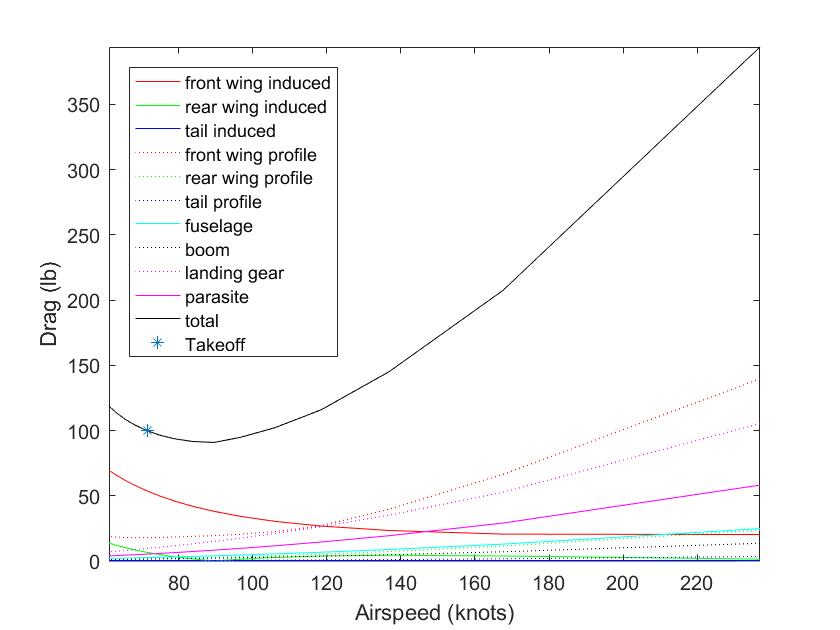 front wing induced
rear wing induced
tail induced
front wing profile
rear wing profile
tail profile
fuselage
boom
landing gear
parasite
total
Takeoff
350
300
250
200
150
100
50
0
Drag (lb)
80 100 120 140 160 180 200 220
Airspeed (knots)